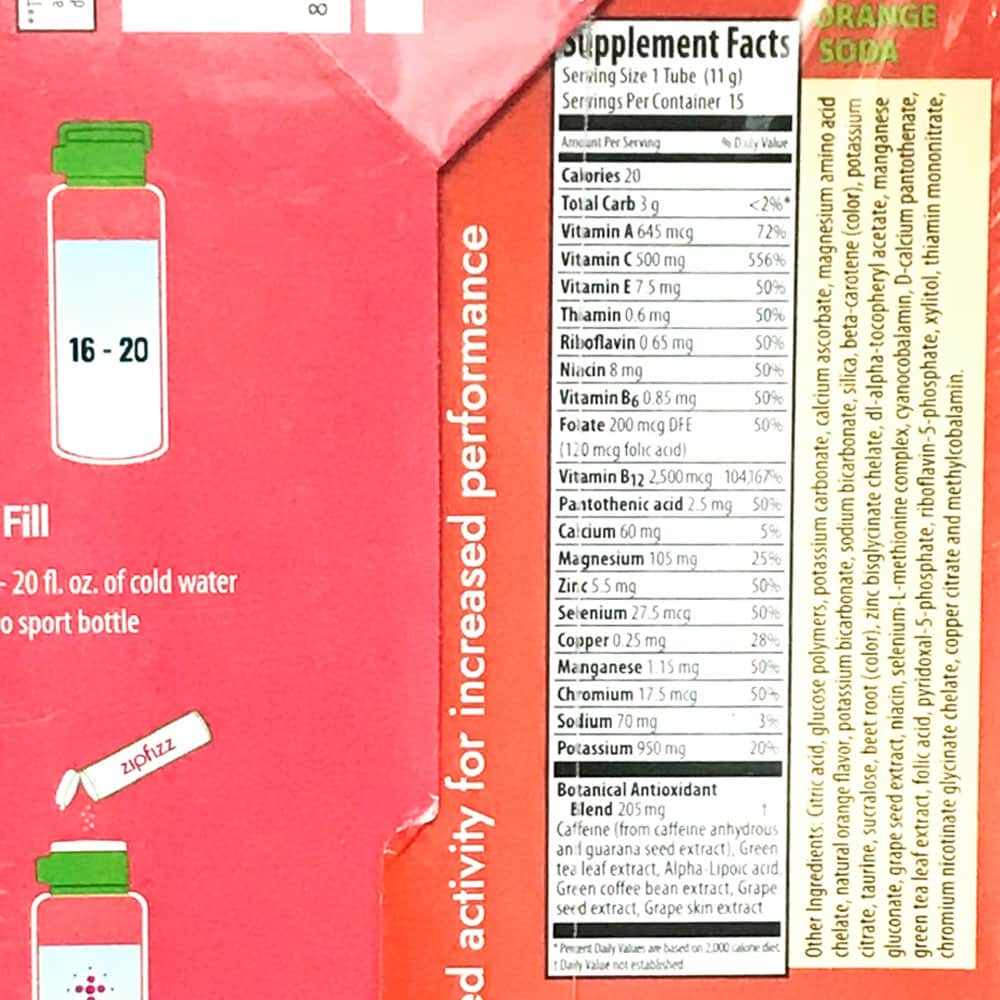 8
16 - 20
Fill
- 20 fl. oz. of cold water
o sport bottle
zipfizz
ed activity for increased performance
Supplement Facts
Serving Size 1 Tube (11 g)
Servings Per Container 15
Amount Per Serving % Daily Value
Calories 20
Total Carb 3 g <2%*
Vitamin A 645 mcg 72%
Vitamin C 500 mg 556%
Vitamin E 7.5 mg 50%
Thiamin 0.6 mg 50%
Riboflavin 0.65 mg 50%
Niacin 8 mg 50%
Vitamin B6 0.85 mg 50%
Folate 200 mcg DFE 50%
(120 mcg folic acid)
Vitamin B12 2,500 mcg 104,167%
Pantothenic acid 2.5 mg 50%
Calcium 60 mg 5%
Magnesium 105 mg 25%
Zinc 5.5 mg 50%
Selenium 27.5 mcg 50%
Copper 0.25 mg 28%
Manganese 1.15 mg 50%
Chromium 17.5 mcg 50%
Sodium 70 mg 3%
Potassium 950 mg 20%
Botanical Antioxidant
Blend 205 mg †
Caffeine (from caffeine anhydrous
and guarana seed extract), Green
tea leaf extract, Alpha-Lipoic acid,
Green coffee bean extract, Grape
seed extract, Grape skin extract
* Percent Daily Values are based on 2,000 calorie diet.
† Daily Value not established
ORANGE
SODA
Other Ingredients: Citric acid, glucose polymers, potassium carbonate, calcium ascorbate, magnesium amino acid
chelate, natural orange flavor, potassium bicarbonate, sodium bicarbonate, silica, beta-carotene (color), potassium
citrate, taurine, sucralose, beet root (color), zinc bisglycinate chelate, dl-alpha-tocopheryl acetate, manganese
gluconate, grape seed extract, niacin, selenium-L-methionine complex, cyanocobalamin, D-calcium pantothenate,
green tea leaf extract, folic acid, pyridoxal-5-phosphate, riboflavin-5-phosphate, xylitol, thiamin mononitrate,
chromium nicotinate glycinate chelate, copper citrate and methylcobalamin.